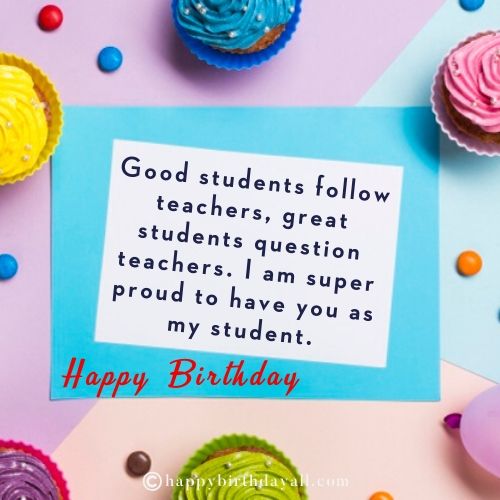 Good students follow
teachers, great
students question
teachers. I am super
proud to have you as
my student.
Happy Birthday
©happybirthdayall.com